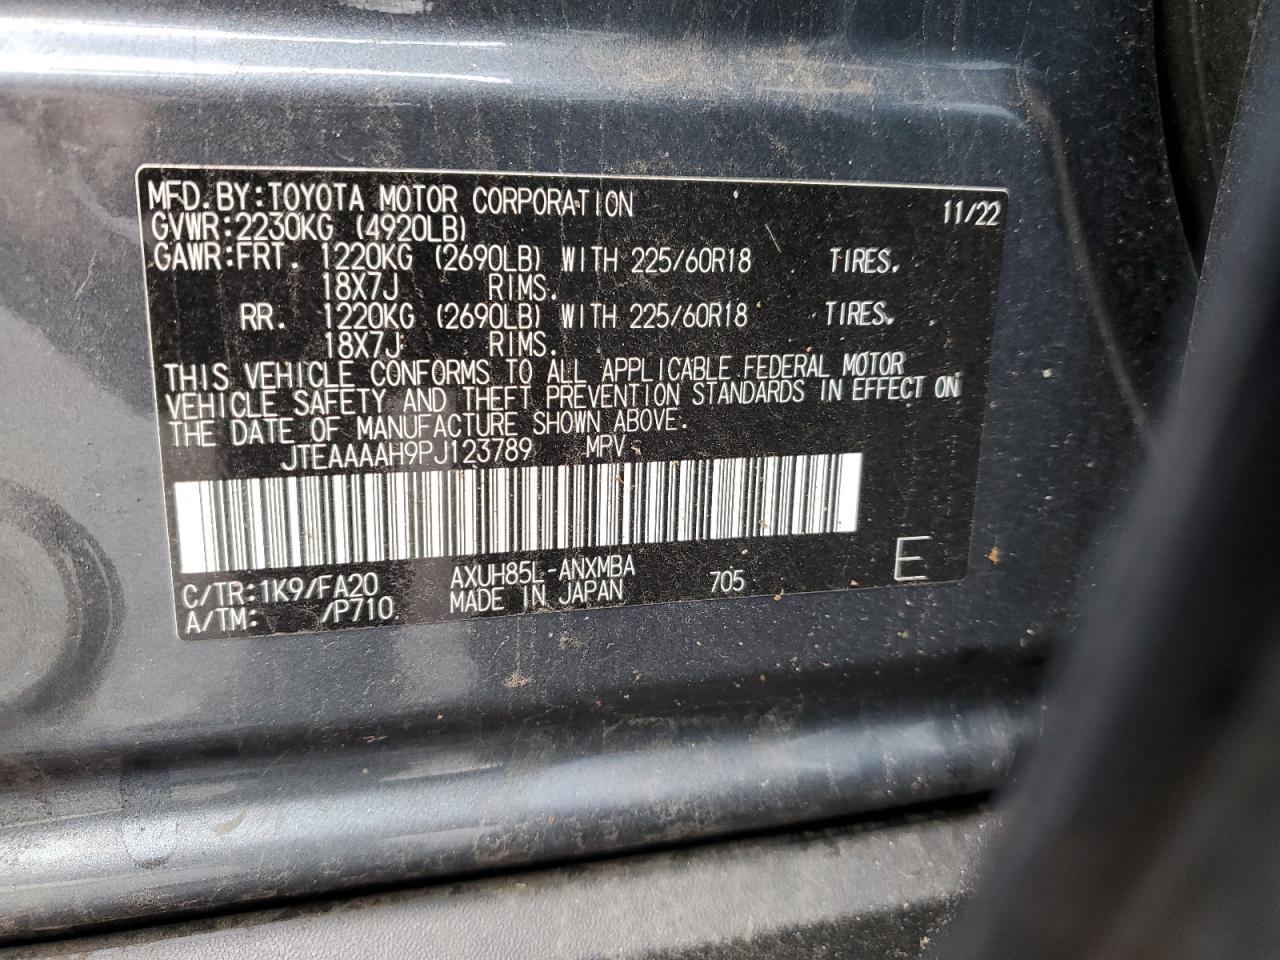 MFD.BY:TOYOTA MOTOR CORPORATION 11/22
GVWR:2230KG (4920LB)
GAWR:FRT. 1220KG (2690LB) WITH 225/60R18 TIRES.
18X7J RIMS.
RR. 1220KG (2690LB) WITH 225/60R18 TIRES.
18X7J RIMS.
THIS VEHICLE CONFORMS TO ALL APPLICABLE FEDERAL MOTOR
VEHICLE SAFETY AND THEFT PREVENTION STANDARDS IN EFFECT ON
THE DATE OF MANUFACTURE SHOWN ABOVE.
JTEAAAAH9PJ123789 MPV
C/TR:1K9/FA20 AXUH85L-ANXMBA 705 E
A/TM: /P710 MADE IN JAPAN